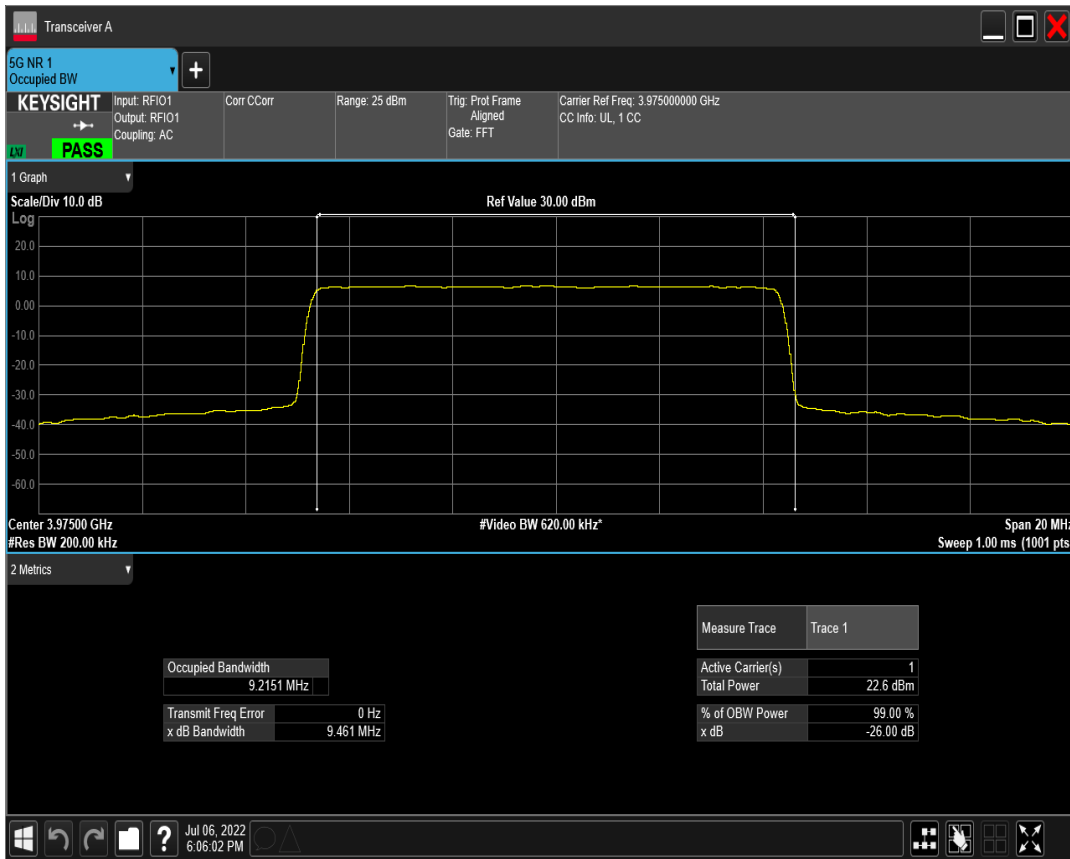 Transceiver A
5G NR 1
Occupied BW
KEYSIGHT
LXI
PASS
Input: RFIO1
Output: RFIO1
Coupling: AC
Corr CCorr
Range: 25 dBm
Trig: Prot Frame
Aligned
Gate: FFT
Carrier Ref Freq: 3.975000000 GHz
CC Info: UL, 1 CC
1 Graph
Scale/Div 10.0 dB
Ref Value 30.00 dBm
Log
20.0
10.0
0.00
-10.0
-20.0
-30.0
-40.0
-50.0
-60.0
Center 3.97500 GHz
#Video BW 620.00 kHz*
Span 20 MHz
#Res BW 200.00 kHz
Sweep 1.00 ms (1001 pts
2 Metrics
Measure Trace Trace 1
Occupied Bandwidth
9.2151 MHz
Active Carrier(s) 1
Total Power 22.6 dBm
Transmit Freq Error 0 Hz
x dB Bandwidth 9.461 MHz
% of OBW Power 99.00 %
x dB -26.00 dB
?
Jul 06, 2022
6:06:02 PM